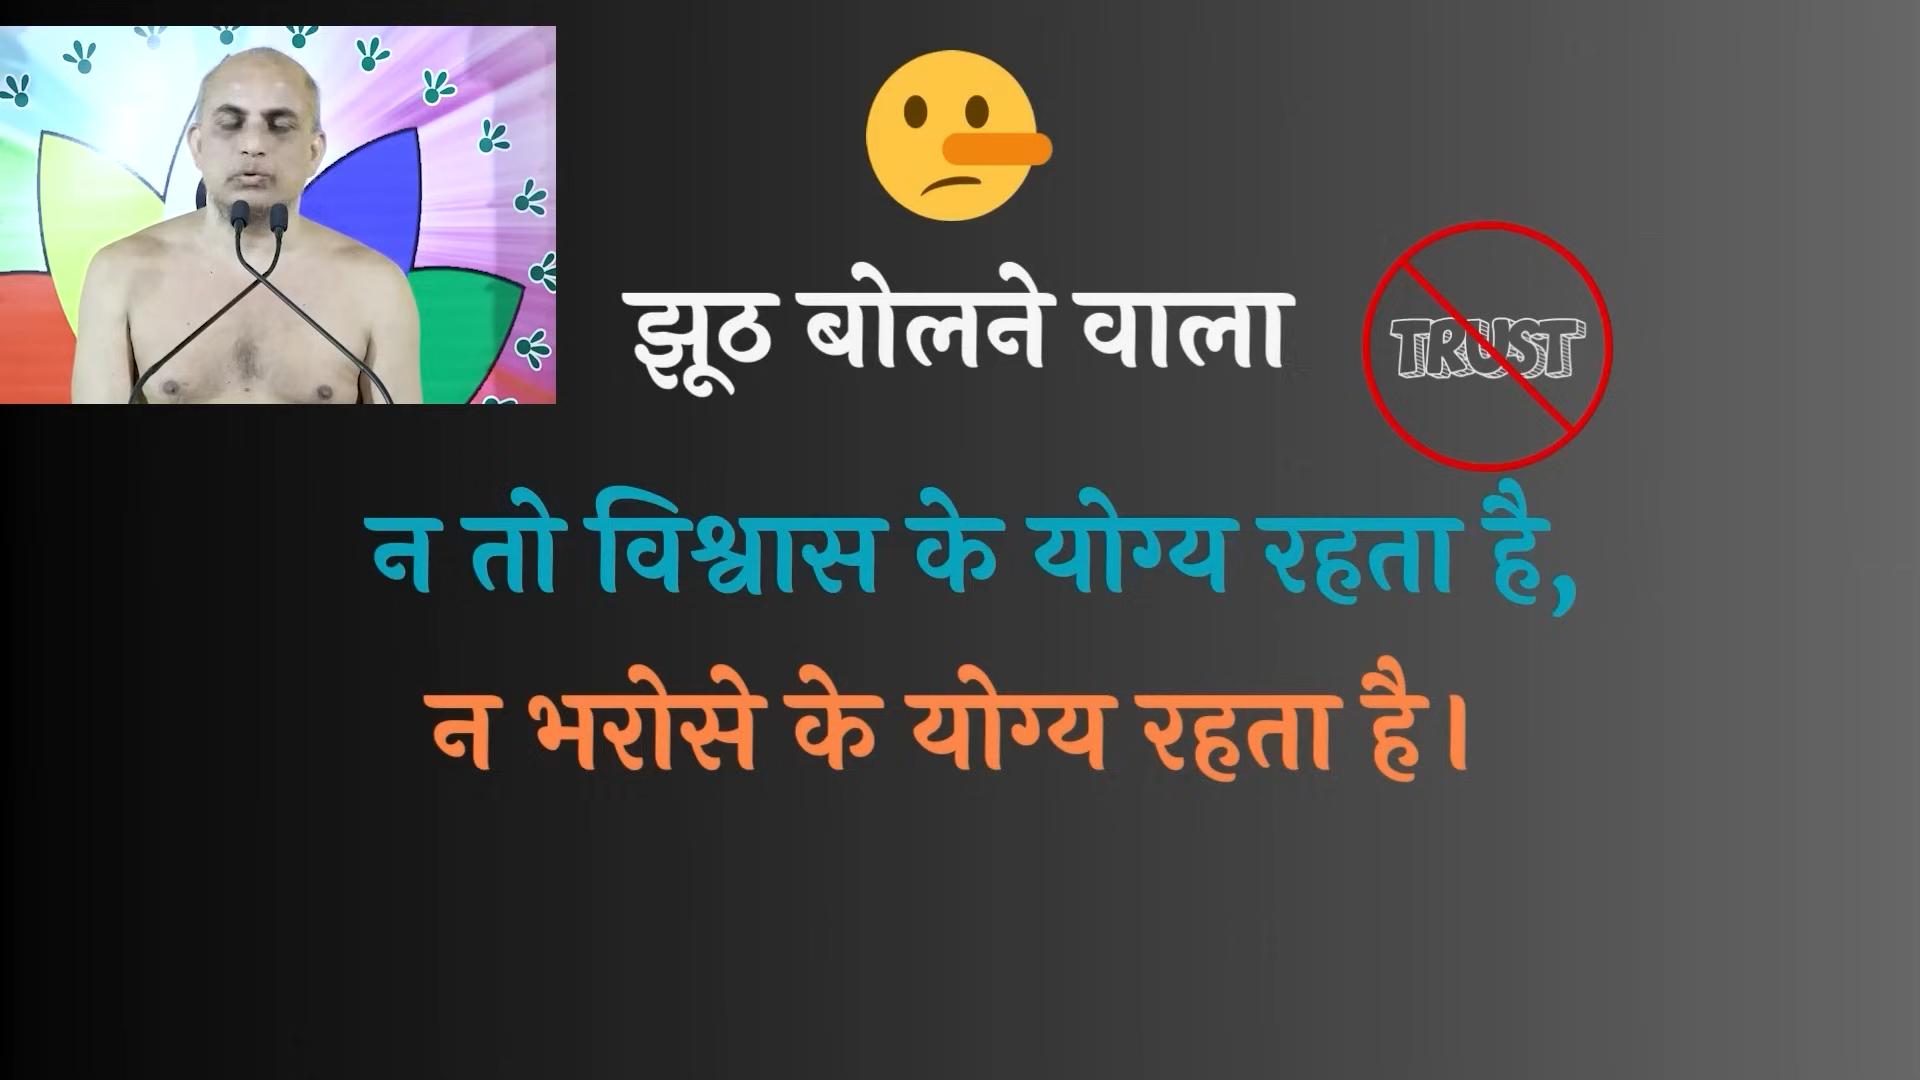 झूठ बोलने वाला
TRUST
न तो विश्वास के योग्य रहता है,
न भरोसे के योग्य रहता है।